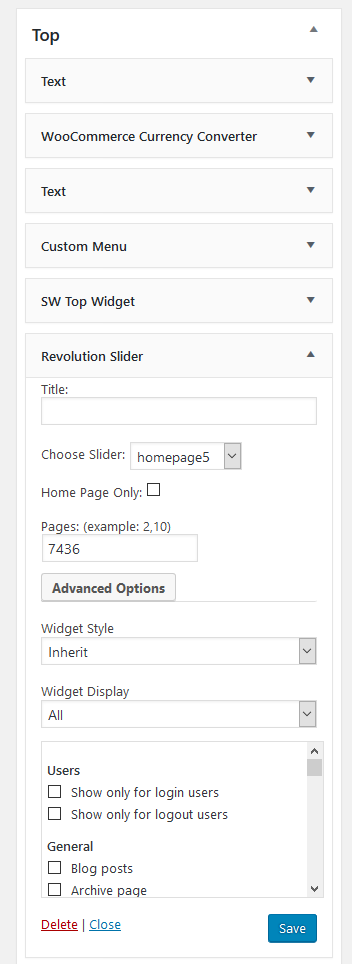 Top
Text
WooCommerce Currency Converter
Text
Custom Menu
SW Top Widget
Revolution Slider
Title:
Choose Slider: homepage5
Home Page Only:
Pages: (example: 2,10)
7436
Advanced Options
Widget Style
Inherit
Widget Display
All
Users
Show only for login users
Show only for logout users
General
Blog posts
Archive page
Delete | Close Save